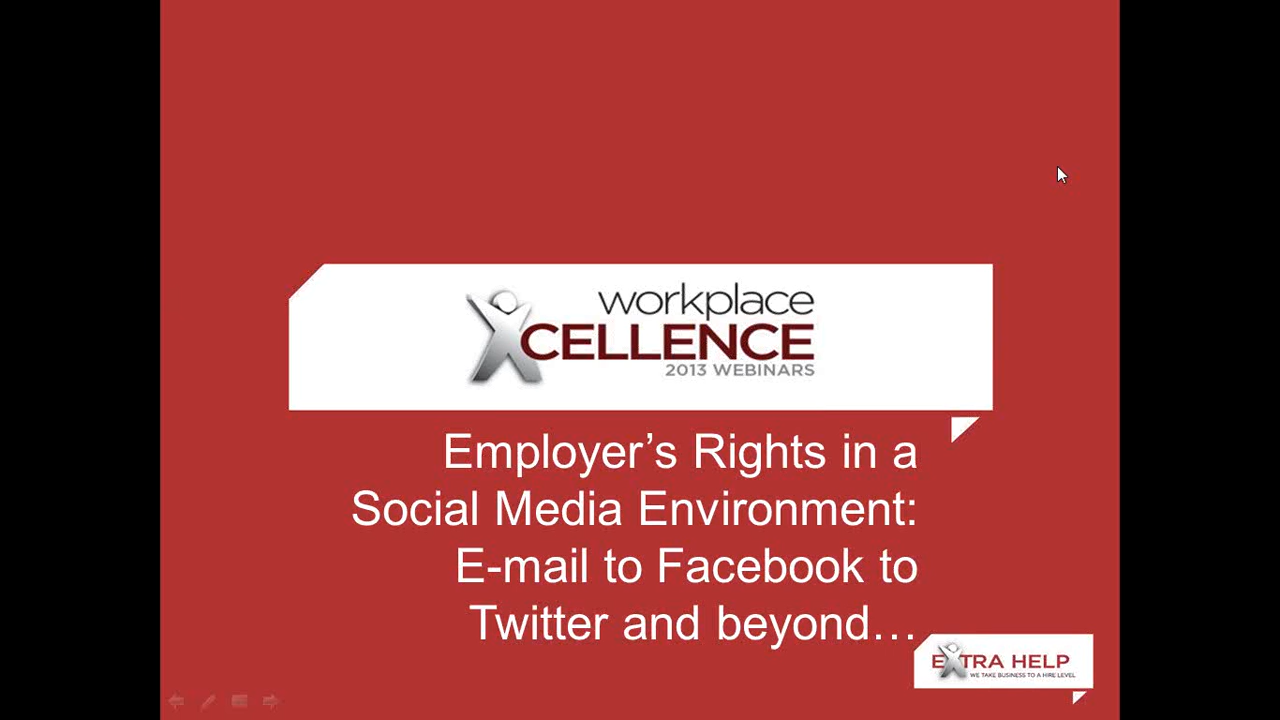 workplace
XCELLENCE
2013 WEBINARS
Employer’s Rights in a
Social Media Environment:
E-mail to Facebook to
Twitter and beyond…
EXTRA HELP
WE TAKE BUSINESS TO A HIRE LEVEL